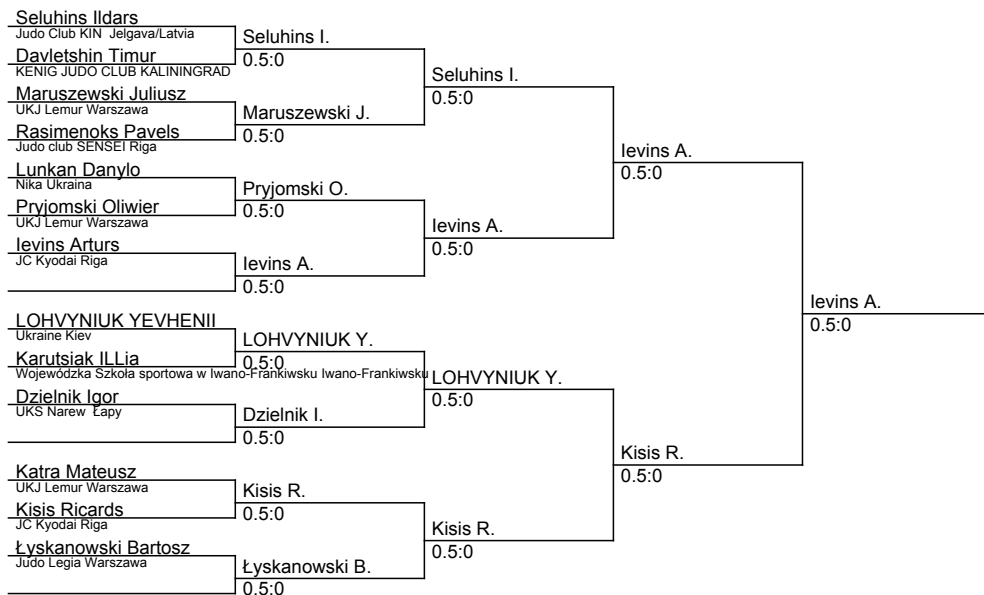 Seluhins Ildars
Judo Club KIN  Jelgava/Latvia
Davletshin Timur
KENIG JUDO CLUB KALININGRAD
Maruszewski Juliusz
UKJ Lemur Warszawa
Rasimenoks Pavels
Judo club SENSEI Riga
Lunkan Danylo
Nika Ukraina
Pryjomski Oliwier
UKJ Lemur Warszawa
Ievins Arturs
JC Kyodai Riga
LOHVYNIUK YEVHENII
Ukraine Kiev
Karutsiak ILLia
Wojewódzka Szkoła sportowa w Iwano-Frankiwsku Iwano-Frankiwsku
Dzielnik Igor
UKS Narew  Łapy
Katra Mateusz
UKJ Lemur Warszawa
Kisis Ricards
JC Kyodai Riga
Łyskanowski Bartosz
Judo Legia Warszawa
Seluhins I.
0.5:0
Maruszewski J.
0.5:0
Pryjomski O.
0.5:0
Ievins A.
0.5:0
LOHVYNIUK Y.
0.5:0
Dzielnik I.
0.5:0
Kisis R.
0.5:0
Łyskanowski B.
0.5:0
Seluhins I.
0.5:0
Ievins A.
0.5:0
LOHVYNIUK Y.
0.5:0
Kisis R.
0.5:0
Ievins A.
0.5:0
Kisis R.
0.5:0
Ievins A.
0.5:0